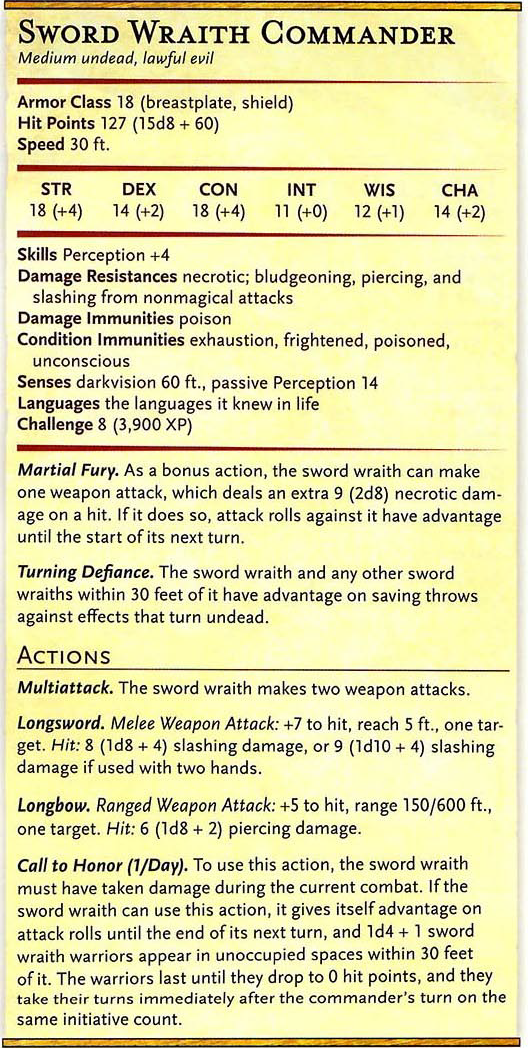 SWORD WRAITH COMMANDER
Medium undead, lawful evil
Armor Class 18 (breastplate, shield)
Hit Points 127 (15d8 + 60)
Speed 30 ft.
STR DEX CON INT WIS CHA
18 (+4) 14 (+2) 18 (+4) 11 (+0) 12 (+1) 14 (+2)
Skills Perception +4
Damage Resistances necrotic; bludgeoning, piercing, and
slashing from nonmagical attacks
Damage Immunities poison
Condition Immunities exhaustion, frightened, poisoned,
unconscious
Senses darkvision 60 ft., passive Perception 14
Languages the languages it knew in life
Challenge 8 (3,900 XP)
Martial Fury. As a bonus action, the sword wraith can make
one weapon attack, which deals an extra 9 (2d8) necrotic dam-
age on a hit. If it does so, attack rolls against it have advantage
until the start of its next turn.
Turning Defiance. The sword wraith and any other sword
wraiths within 30 feet of it have advantage on saving throws
against effects that turn undead.
ACTIONS
Multiattack. The sword wraith makes two weapon attacks.
Longsword. Melee Weapon Attack: +7 to hit, reach 5 ft., one tar-
get. Hit: 8 (1d8 + 4) slashing damage, or 9 (1d10 + 4) slashing
damage if used with two hands.
Longbow. Ranged Weapon Attack: +5 to hit, range 150/600 ft.,
one target. Hit: 6 (1d8 + 2) piercing damage.
Call to Honor (1/Day). To use this action, the sword wraith
must have taken damage during the current combat. If the
sword wraith can use this action, it gives itself advantage on
attack rolls until the end of its next turn, and 1d4 + 1 sword
wraith warriors appear in unoccupied spaces within 30 feet
of it. The warriors last until they drop to 0 hit points, and they
take their turns immediately after the commander's turn on the
same initiative count.